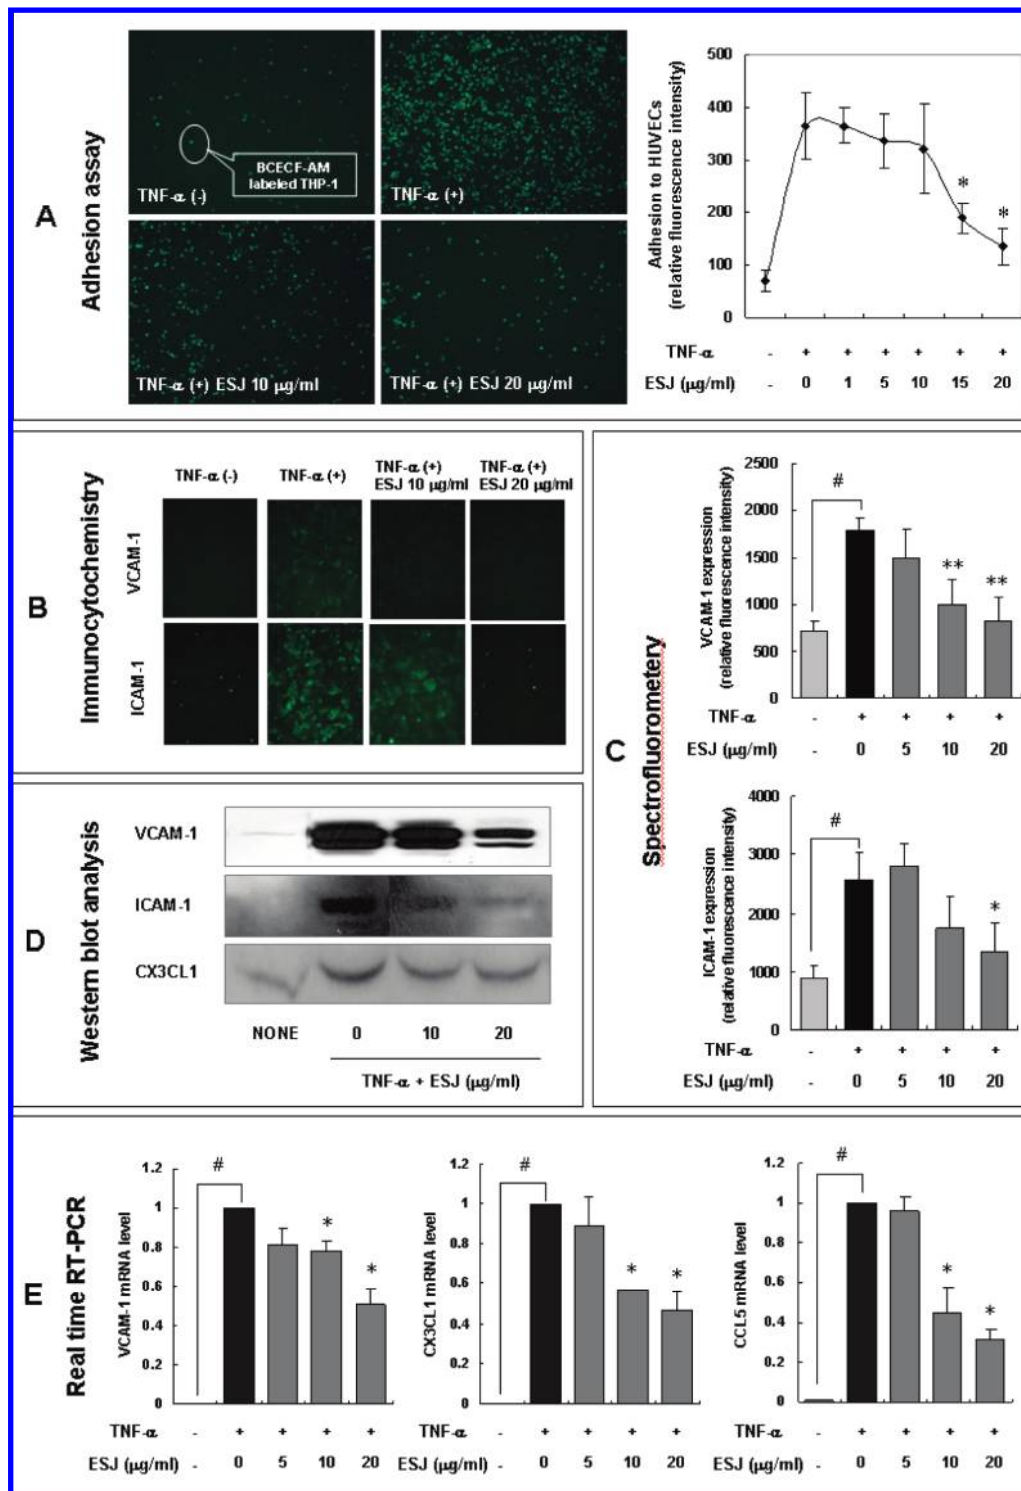 A
Adhesion assay
TNF-α (-)
BCECF-AM
labeled THP-1
TNF-α (+)
TNF-α (+) ESJ 10 µg/ml
TNF-α (+) ESJ 20 µg/ml
Adhesion to HUVECs
(relative fluorescence intensity)
500
400
300
200
100
0
*
*
TNF-α - + + + + + +
ESJ (µg/ml) - 0 1 5 10 15 20
B
Immunocytochemistry
TNF-α (-)
TNF-α (+)
TNF-α (+)
ESJ 10 µg/ml
TNF-α (+)
ESJ 20 µg/ml
VCAM-1
ICAM-1
C
Spectrofluorometery
VCAM-1 expression
(relative fluorescence intensity)
2500
2000
1500
1000
500
0
#
**
**
TNF-α - + + + +
ESJ (µg/ml) - 0 5 10 20
ICAM-1 expression
(relative fluorescence intensity)
4000
3000
2000
1000
0
#
*
TNF-α - + + + +
ESJ (µg/ml) - 0 5 10 20
D
Western blot analysis
VCAM-1
ICAM-1
CX3CL1
NONE 0 10 20
TNF-α + ESJ (µg/ml)
E
Real time RT-PCR
VCAM-1 mRNA level
1.2
1
0.8
0.6
0.4
0.2
0
#
*
*
TNF-α - + + + +
ESJ (µg/ml) - 0 5 10 20
CX3CL1 mRNA level
1.2
1
0.8
0.6
0.4
0.2
0
#
*
*
TNF-α - + + + +
ESJ (µg/ml) - 0 5 10 20
CCL5 mRNA level
1.2
1
0.8
0.6
0.4
0.2
0
#
*
*
TNF-α - + + + +
ESJ (µg/ml) - 0 5 10 20